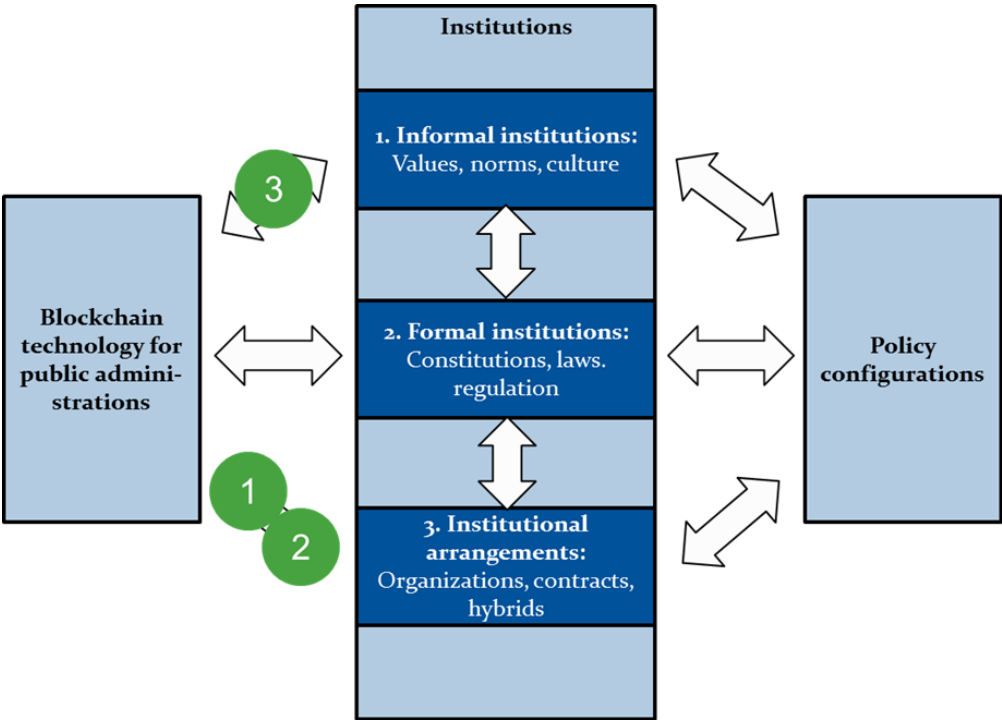 Institutions
1. Informal institutions:
Values, norms, culture
3
Blockchain
technology for
public admini-
strations
2. Formal institutions:
Constitutions, laws.
regulation
Policy
configurations
1
2
3. Institutional
arrangements:
Organizations, contracts,
hybrids